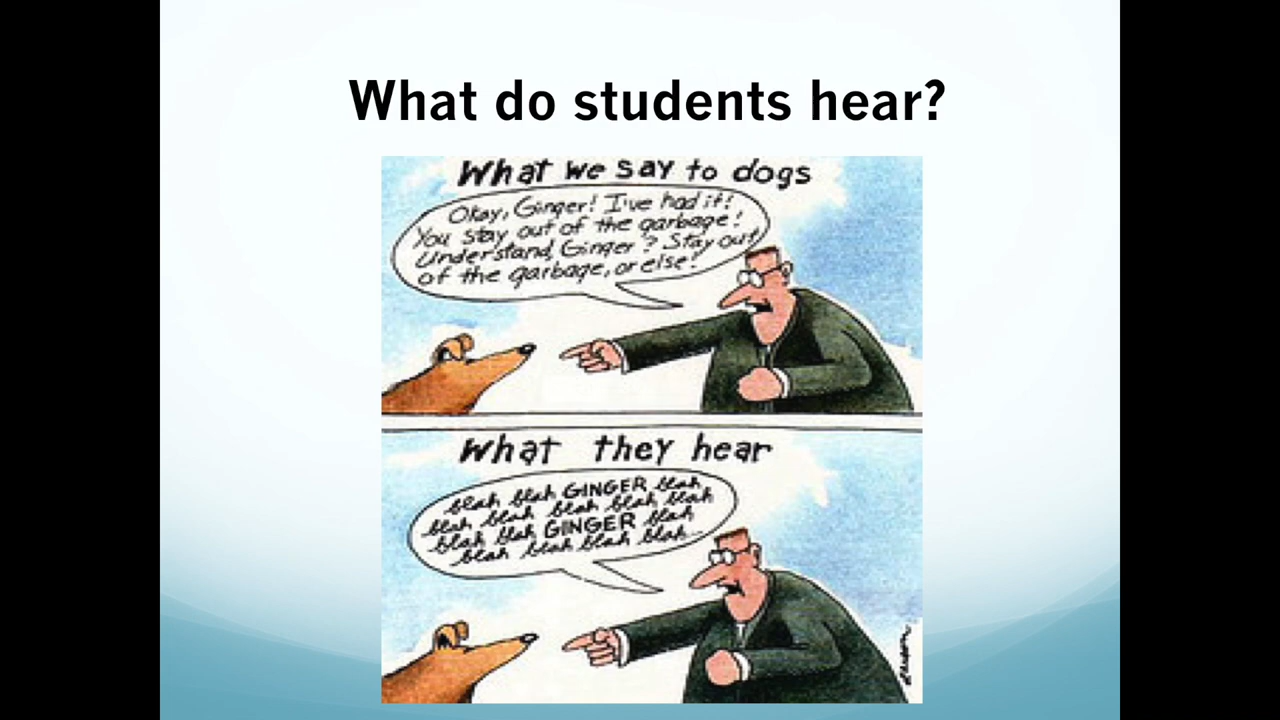 What do students hear?
What we say to dogs
Okay, Ginger! I've had it!
You stay out of the garbage!
Understand, Ginger? Stay out
of the garbage, or else!
What they hear
blah blah GINGER blah
blah blah blah blah blah
blah blah GINGER blah
blah blah blah blah...
Larson